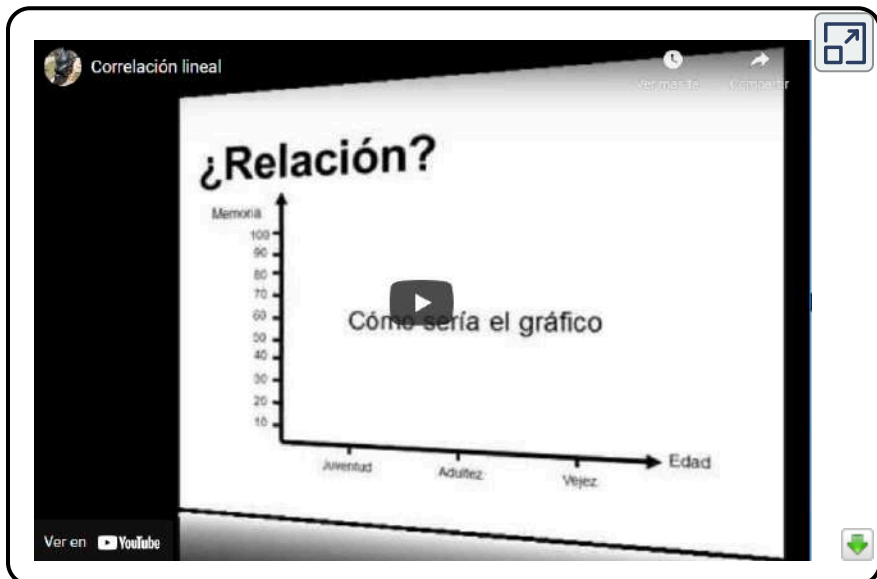 Correlación lineal
Ver más ta
Compartir
¿Relación?
Memoria
100
90
80
70
60
50
40
30
20
10
Cómo sería el gráfico
Juventud
Adultez
Vejez
Edad
Ver en YouTube